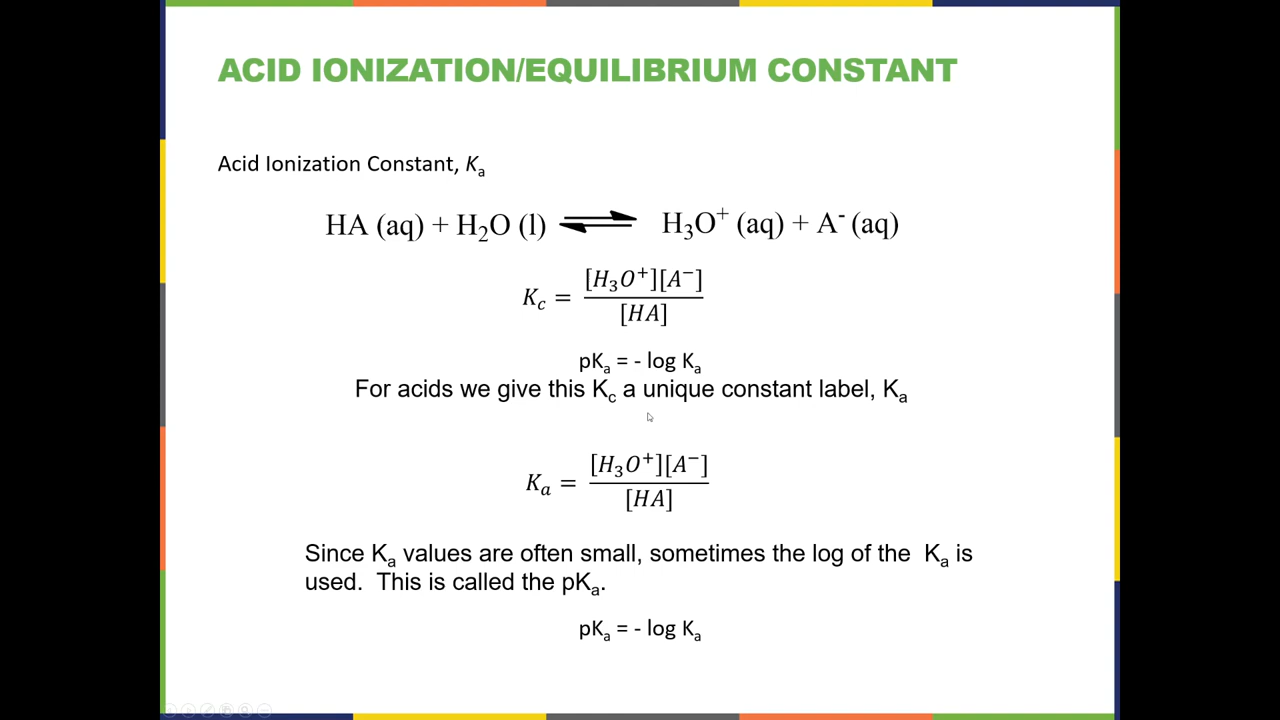 ACID IONIZATION/EQUILIBRIUM CONSTANT
Acid Ionization Constant, Kₐ
HA (aq) + H₂O (l) ⇌ H₃O⁺ (aq) + A⁻ (aq)
K_c = [H₃O⁺][A⁻] / [HA]
pKₐ = - log Kₐ
For acids we give this K_c a unique constant label, Kₐ
Kₐ = [H₃O⁺][A⁻] / [HA]
Since Kₐ values are often small, sometimes the log of the Kₐ is
used. This is called the pKₐ.
pKₐ = - log Kₐ